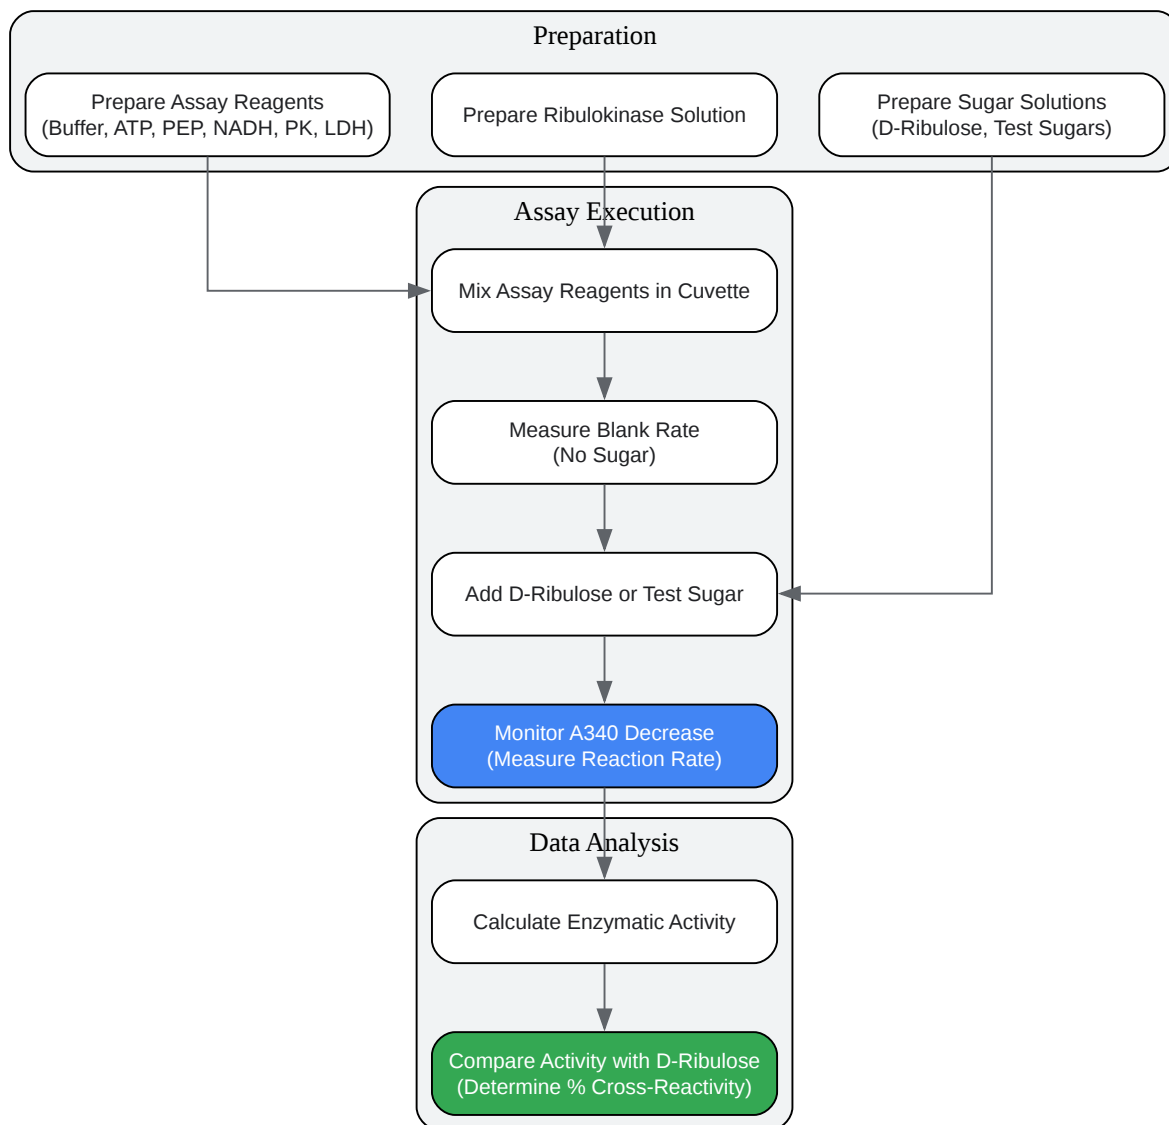 Preparation
Prepare Assay Reagents
(Buffer, ATP, PEP, NADH, PK, LDH)
Prepare Ribulokinase Solution
Prepare Sugar Solutions
(D-Ribulose, Test Sugars)
Assay Execution
Mix Assay Reagents in Cuvette
Measure Blank Rate
(No Sugar)
Add D-Ribulose or Test Sugar
Monitor A340 Decrease
(Measure Reaction Rate)
Data Analysis
Calculate Enzymatic Activity
Compare Activity with D-Ribulose
(Determine % Cross-Reactivity)